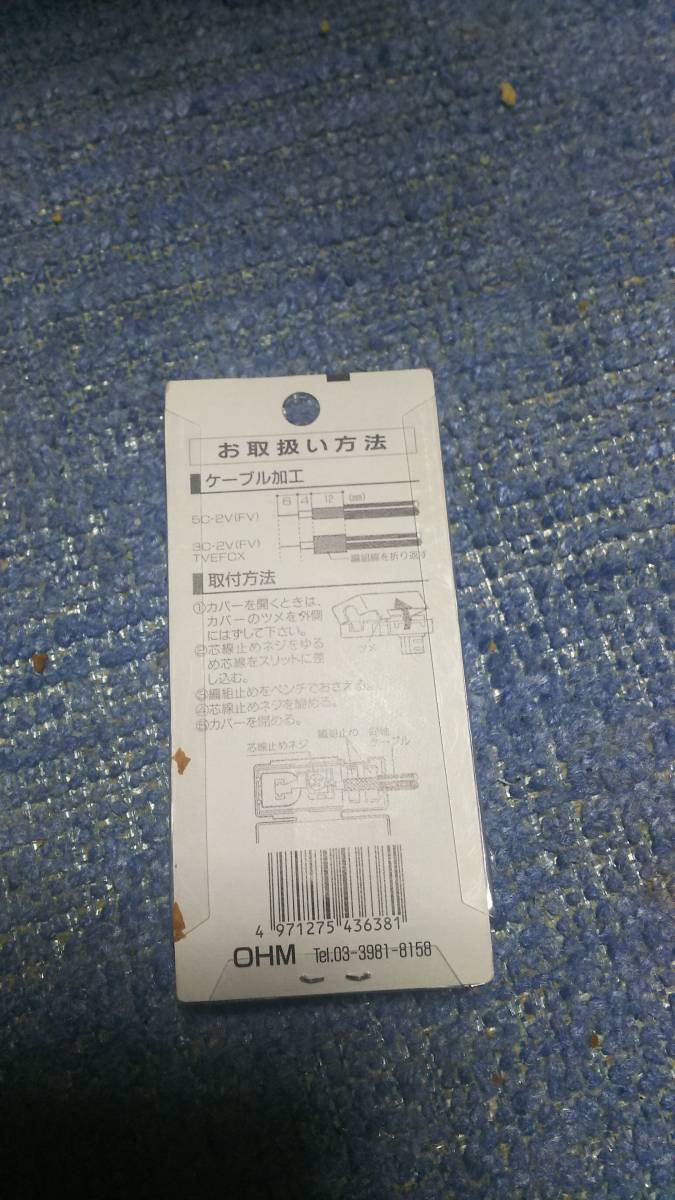 お取扱い方法
ケーブル加工
6 4 12 (mm)
5C-2V(FV)
3C-2V(FV)
TVEFCX
編組線を折り返す
取付方法
①カバーを開くときは、
カバーのツメを外側
にはずして下さい。
②芯線止めネジをゆる
め芯線をスリットに差
し込む。
③編組止めをペンチでおさえる。
④芯線止めネジを締める。
⑤カバーを閉める。
ツメ
芯線止めネジ
編組止め
同軸
ケーブル
4 971275 436381
OHM Tel.03-3981-8158